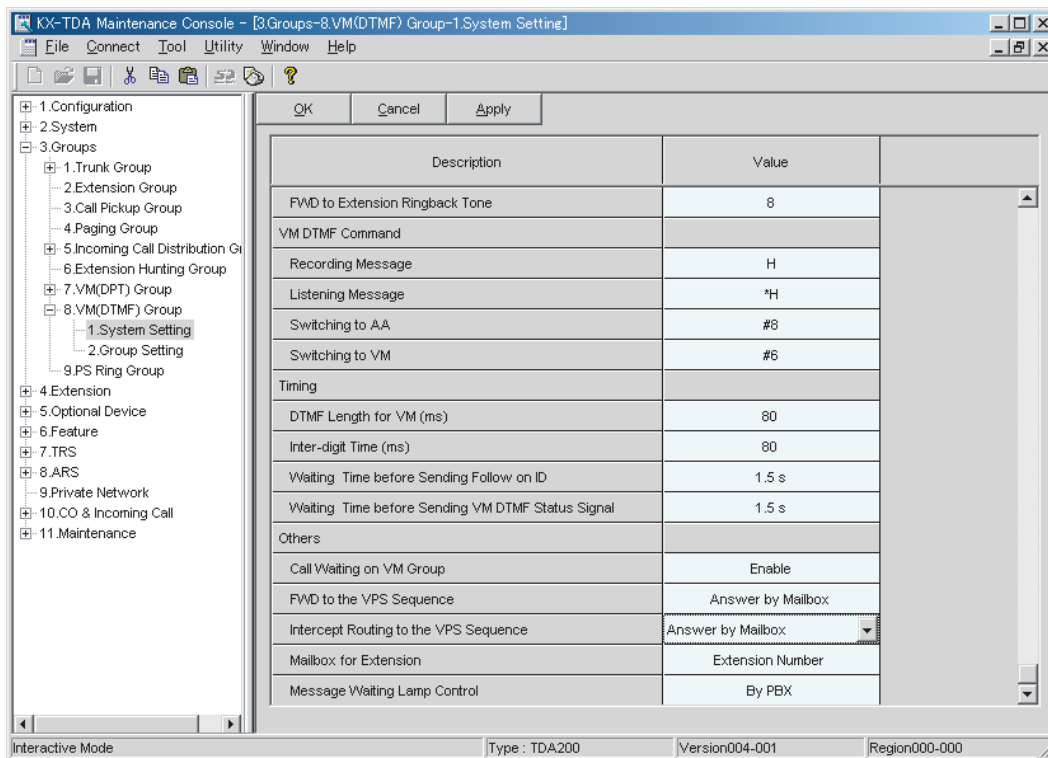 KX-TDA Maintenance Console - [3.Groups-8.VM(DTMF) Group-1.System Setting]
File Connect Tool Utility Window Help
1.Configuration
2.System
3.Groups
1.Trunk Group
2.Extension Group
3.Call Pickup Group
4.Paging Group
5.Incoming Call Distribution Gr
6.Extension Hunting Group
7.VM(DPT) Group
8.VM(DTMF) Group
1.System Setting
2.Group Setting
9.PS Ring Group
4.Extension
5.Optional Device
6.Feature
7.TRS
8.ARS
9.Private Network
10.CO & Incoming Call
11.Maintenance
OK Cancel Apply
Description Value
FWD to Extension Ringback Tone 8
VM DTMF Command
Recording Message H
Listening Message *H
Switching to AA #8
Switching to VM #6
Timing
DTMF Length for VM (ms) 80
Inter-digit Time (ms) 80
Waiting Time before Sending Follow on ID 1.5 s
Waiting Time before Sending VM DTMF Status Signal 1.5 s
Others
Call Waiting on VM Group Enable
FWD to the VPS Sequence Answer by Mailbox
Intercept Routing to the VPS Sequence Answer by Mailbox
Mailbox for Extension Extension Number
Message Waiting Lamp Control By PBX
Interactive Mode Type : TDA200 Version004-001 Region000-000